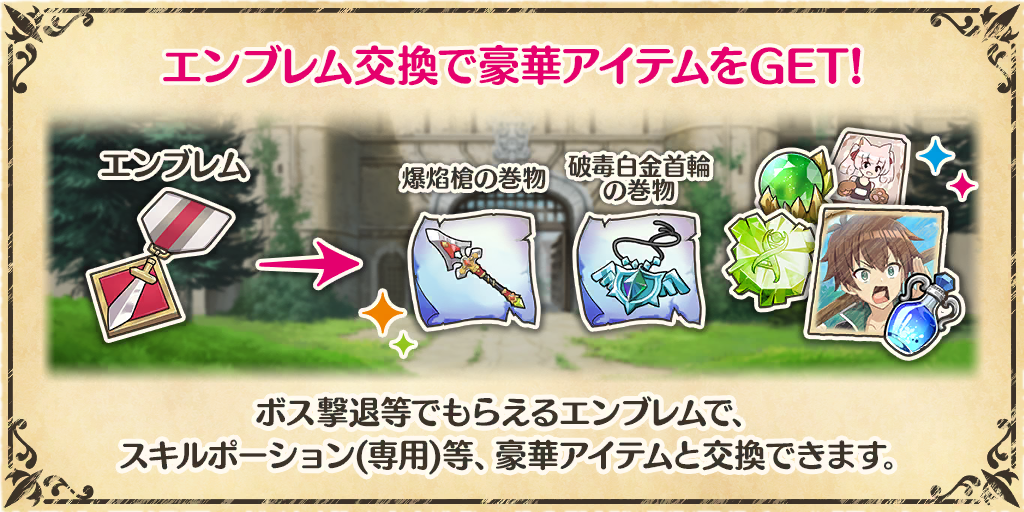 エンブレム交換で豪華アイテムをGET!
エンブレム
爆焔槍の巻物
破毒白金首輪
の巻物
ボス撃退等でもらえるエンブレムで、
スキルポーション(専用)等、豪華アイテムと交換できます。